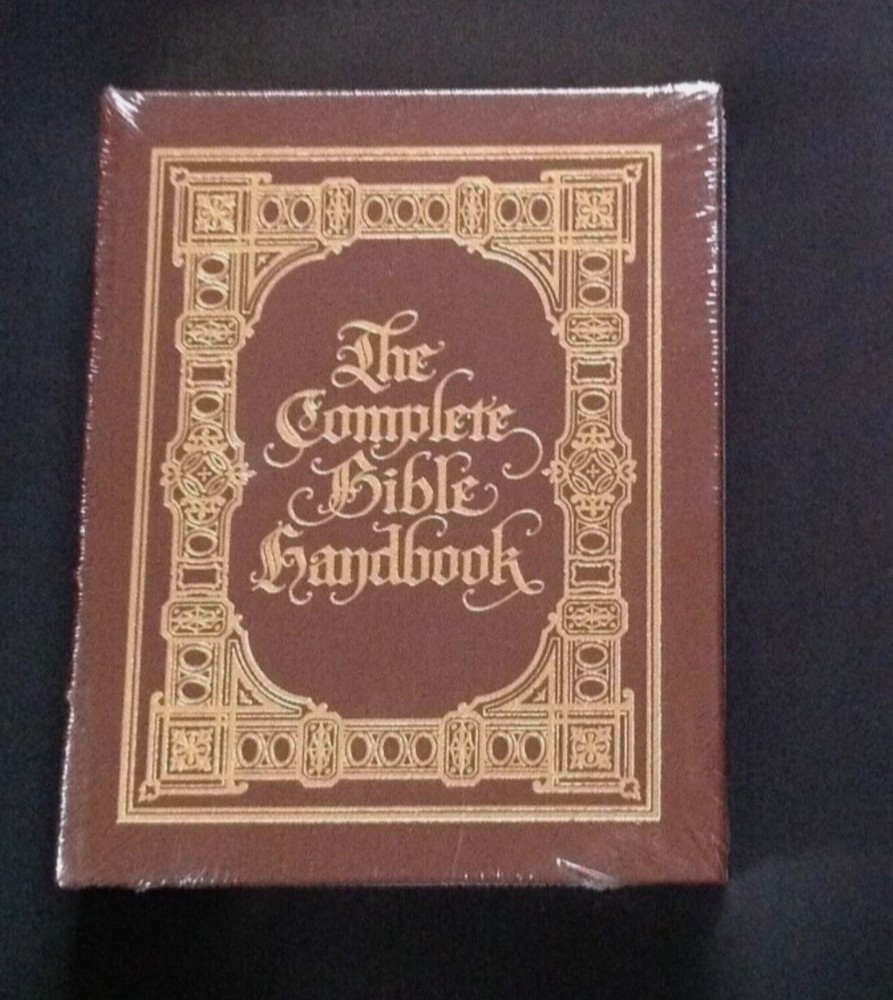 The
Complete
Bible
Handbook